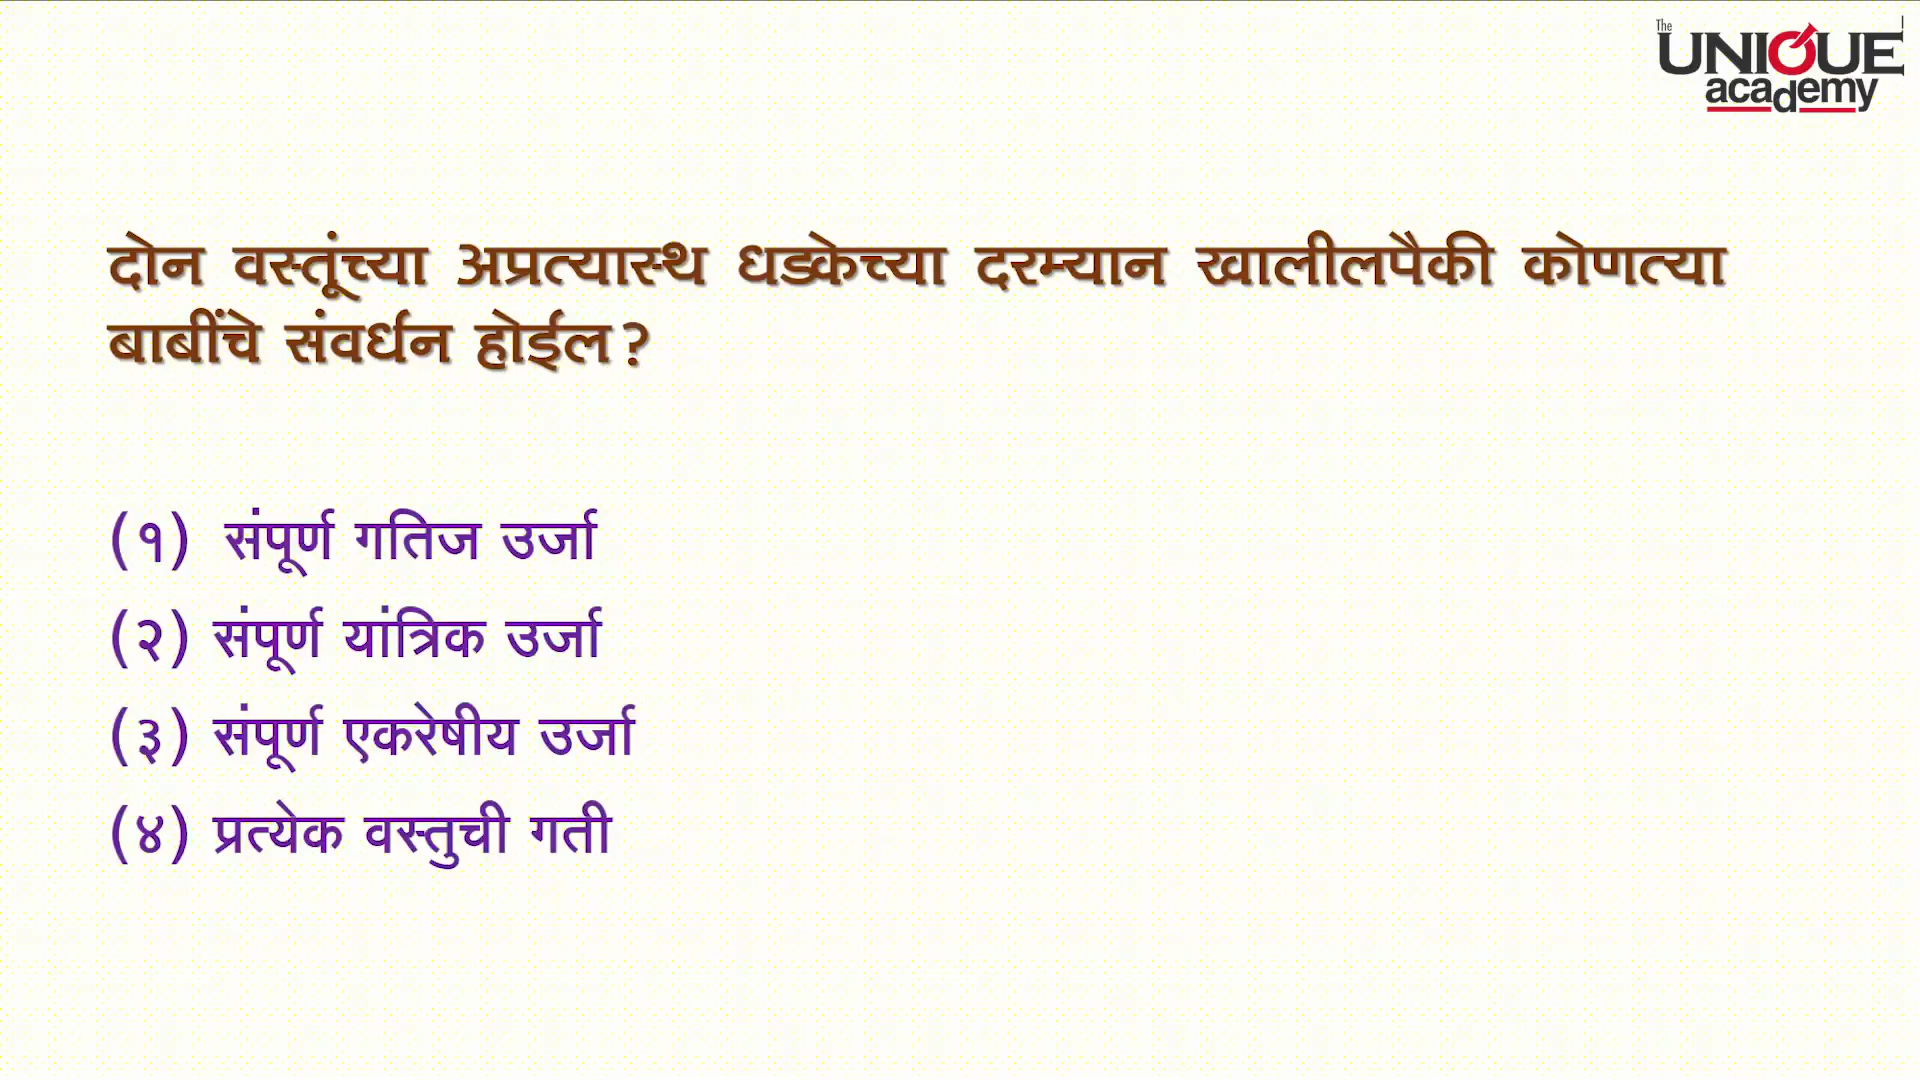 The
UNIQUE
academy
दोन वस्तूंच्या अप्रत्यास्थ धडकेच्या दरम्यान खालीलपैकी कोणत्या
बाबींचे संवर्धन होईल?
(१) संपूर्ण गतिज उर्जा
(२) संपूर्ण यांत्रिक उर्जा
(३) संपूर्ण एकरेषीय उर्जा
(४) प्रत्येक वस्तुची गती